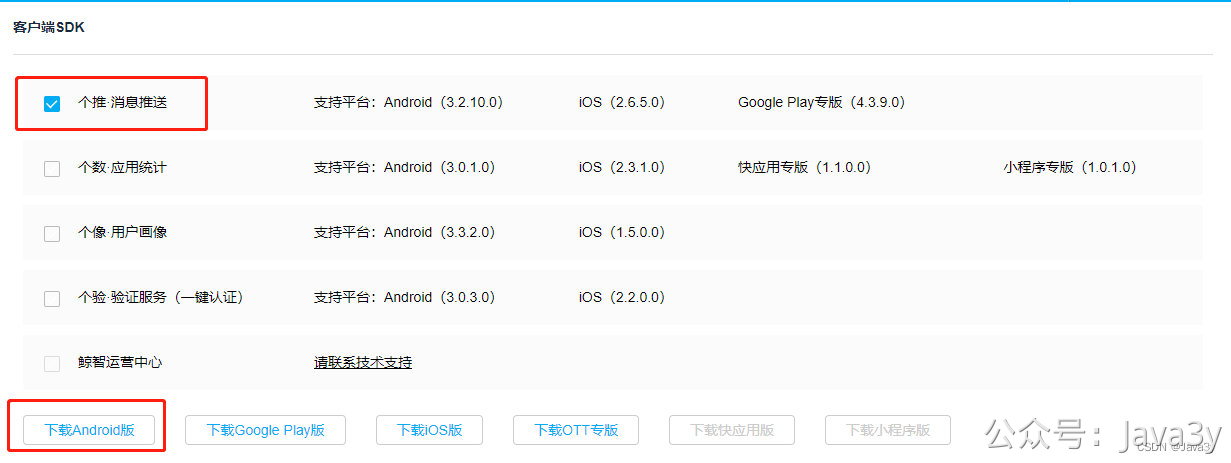 客户端SDK
个推·消息推送 支持平台：Android（3.2.10.0） iOS（2.6.5.0） Google Play专版（4.3.9.0）
个数·应用统计 支持平台：Android（3.0.1.0） iOS（2.3.1.0） 快应用专版（1.1.0.0） 小程序专版（1.0.1.0）
个像·用户画像 支持平台：Android（3.3.2.0） iOS（1.5.0.0）
个验·验证服务（一键认证） 支持平台：Android（3.0.3.0） iOS（2.2.0.0）
鲸智运营中心 请联系技术支持
下载Android版 下载Google Play版 下载iOS版 下载OTT专版 下载快应用版 下载小程序版
公众号：Java3y
CSDN @Java3y